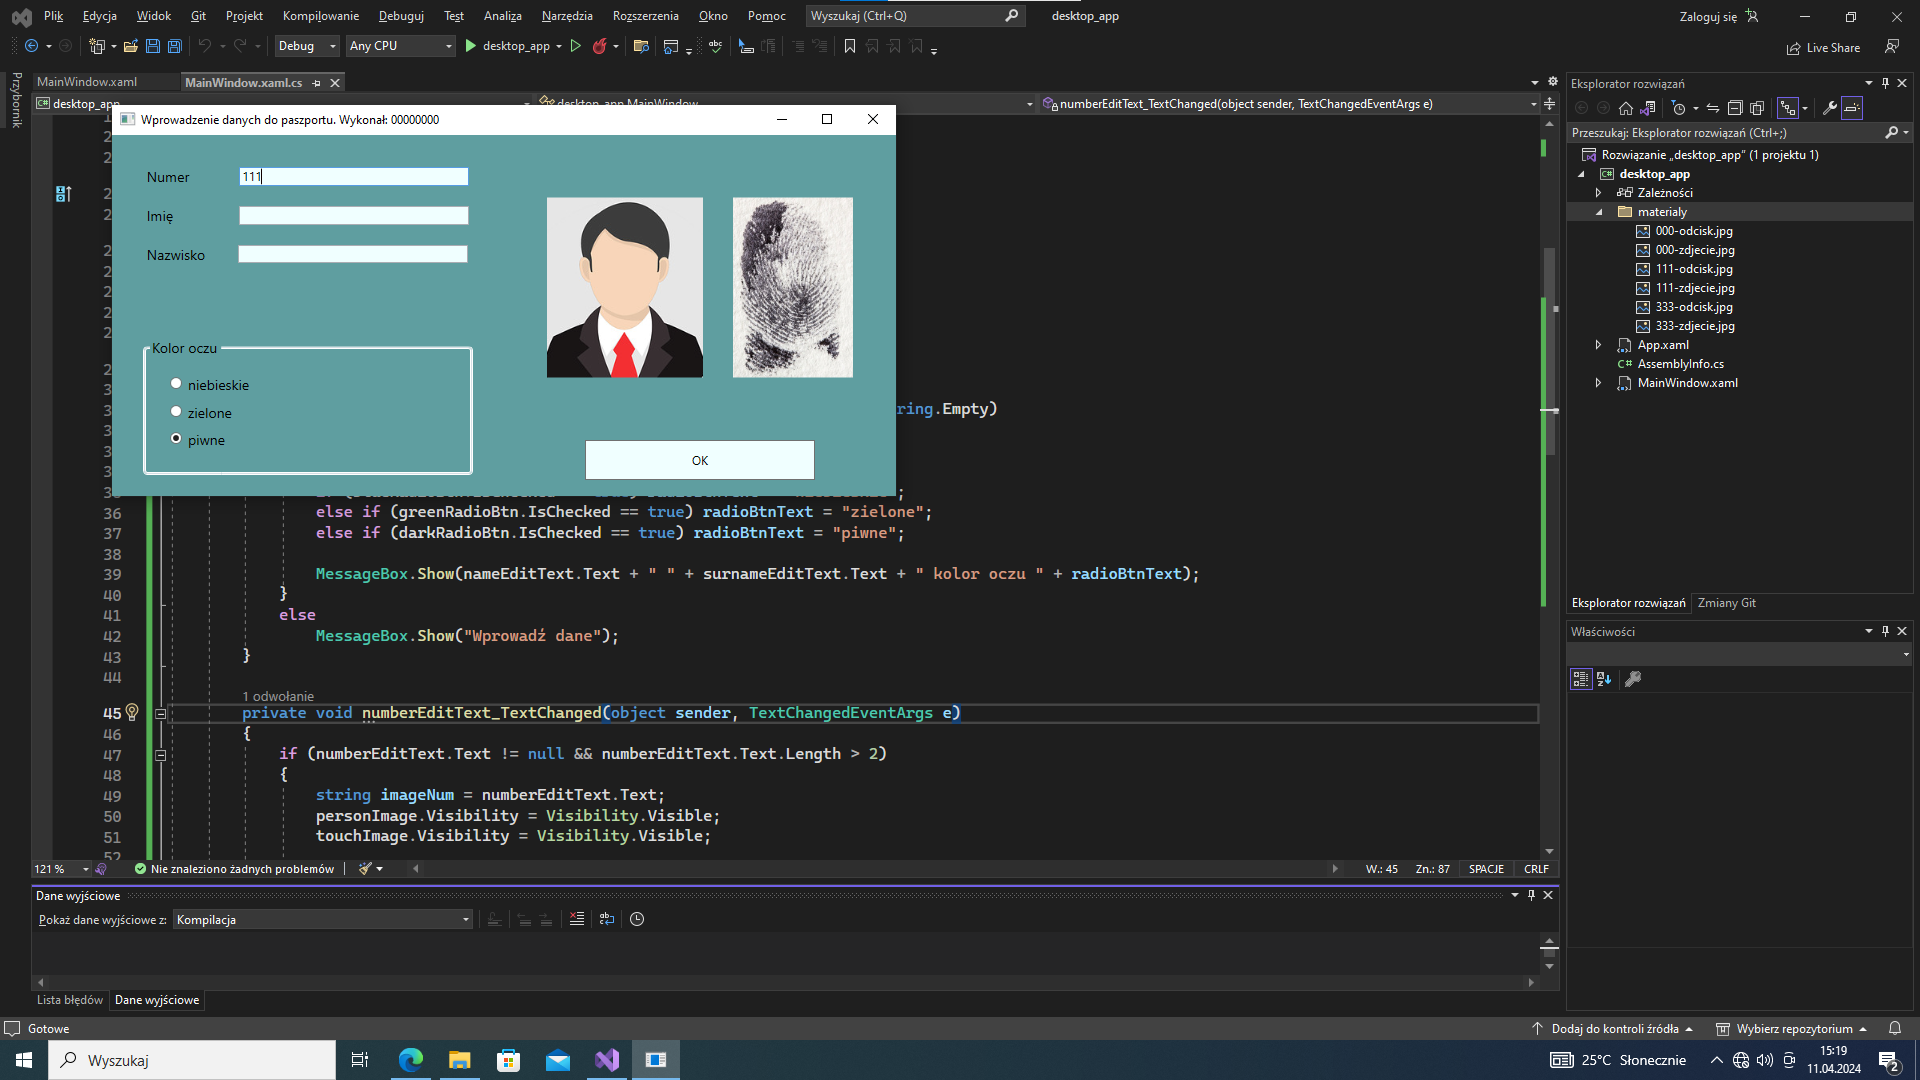 Plik Edycja Widok Git Projekt Kompilowanie Debuguj Test Analiza Narzędzia Rozszerzenia Okno Pomoc Wyszukaj (Ctrl+Q) desktop_app Zaloguj się
Debug Any CPU desktop_app Live Share
Przybornik
MainWindow.xaml MainWindow.xaml.cs
desktop_app desktop_app.MainWindow numberEditText_TextChanged(object sender, TextChangedEventArgs e)
Wprowadzenie danych do paszportu. Wykonał: 00000000
Numer 111
Imię
Nazwisko
Kolor oczu
niebieskie
zielone
piwne
OK
ring.Empty)
36 else if (greenRadioBtn.IsChecked == true) radioBtnText = "zielone";
37 else if (darkRadioBtn.IsChecked == true) radioBtnText = "piwne";
38
39 MessageBox.Show(nameEditText.Text + " " + surnameEditText.Text + " kolor oczu " + radioBtnText);
40 }
41 else
42 MessageBox.Show("Wprowadź dane");
43 }
44
1 odwołanie
45 private void numberEditText_TextChanged(object sender, TextChangedEventArgs e)
46 {
47 if (numberEditText.Text != null && numberEditText.Text.Length > 2)
48 {
49 string imageNum = numberEditText.Text;
50 personImage.Visibility = Visibility.Visible;
51 touchImage.Visibility = Visibility.Visible;
52
121 % Nie znaleziono żadnych problemów W.: 45 Zn.: 87 SPACJE CRLF
Dane wyjściowe
Pokaż dane wyjściowe z: Kompilacja
Lista błędów Dane wyjściowe
Eksplorator rozwiązań
Przeszukaj: Eksplorator rozwiązań (Ctrl+;)
Rozwiązanie „desktop_app" (1 projektu 1)
desktop_app
Zależności
materialy
000-odcisk.jpg
000-zdjecie.jpg
111-odcisk.jpg
111-zdjecie.jpg
333-odcisk.jpg
333-zdjecie.jpg
App.xaml
AssemblyInfo.cs
MainWindow.xaml
Eksplorator rozwiązań Zmiany Git
Właściwości
Gotowe Dodaj do kontroli źródła Wybierz repozytorium
Wyszukaj 25°C Słonecznie 15:19
11.04.2024 2